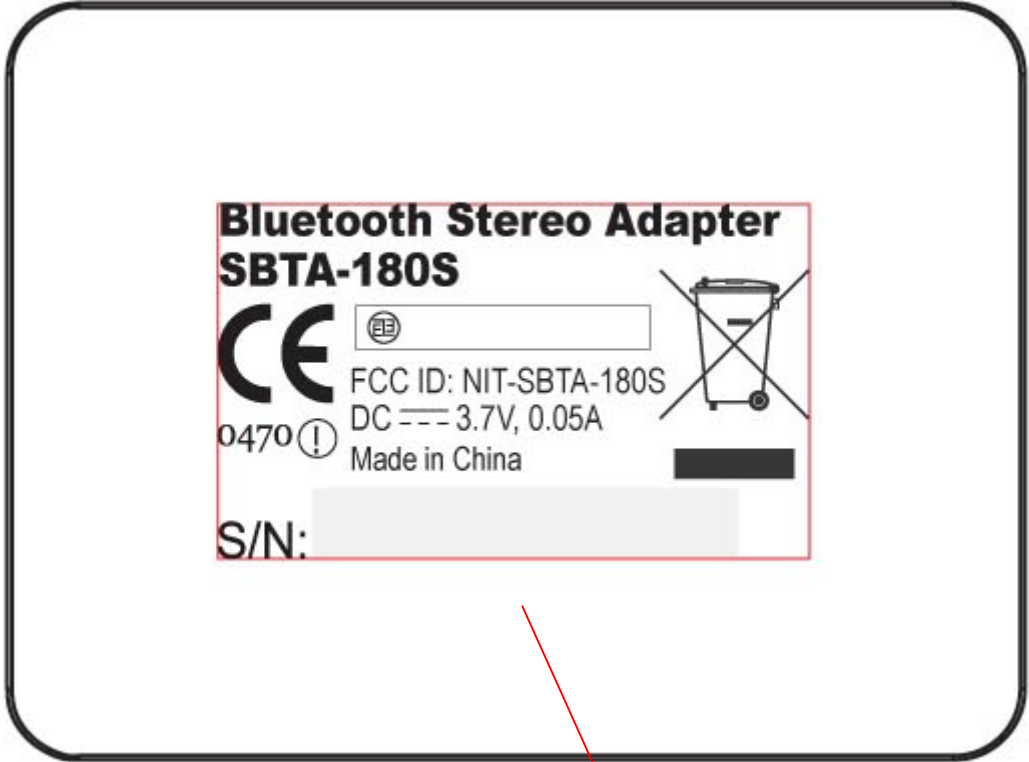 Bluetooth Stereo Adapter
SBTA-180S
CE
FCC ID: NIT-SBTA-180S
DC 3.7V, 0.05A
0470
Made in China
S/N: